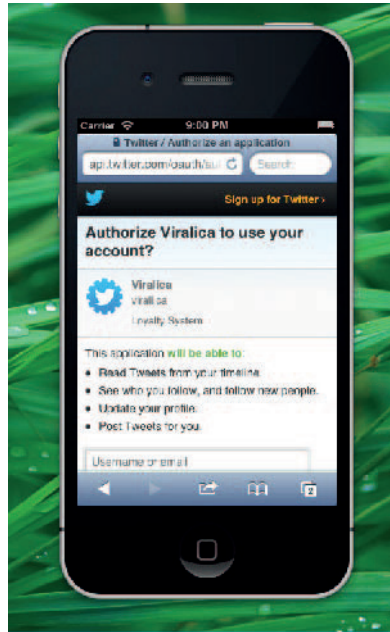 Carrier 9:00 PM
Twitter / Authorize an application
api.twitter.com/oauth/aut Search
Sign up for Twitter ›
Authorize Viralica to use your
account?
Viralica
viralica
Loyalty System
This application will be able to:
• Read Tweets from your timeline.
• See who you follow, and follow new people.
• Update your profile.
• Post Tweets for you.
Username or email
2